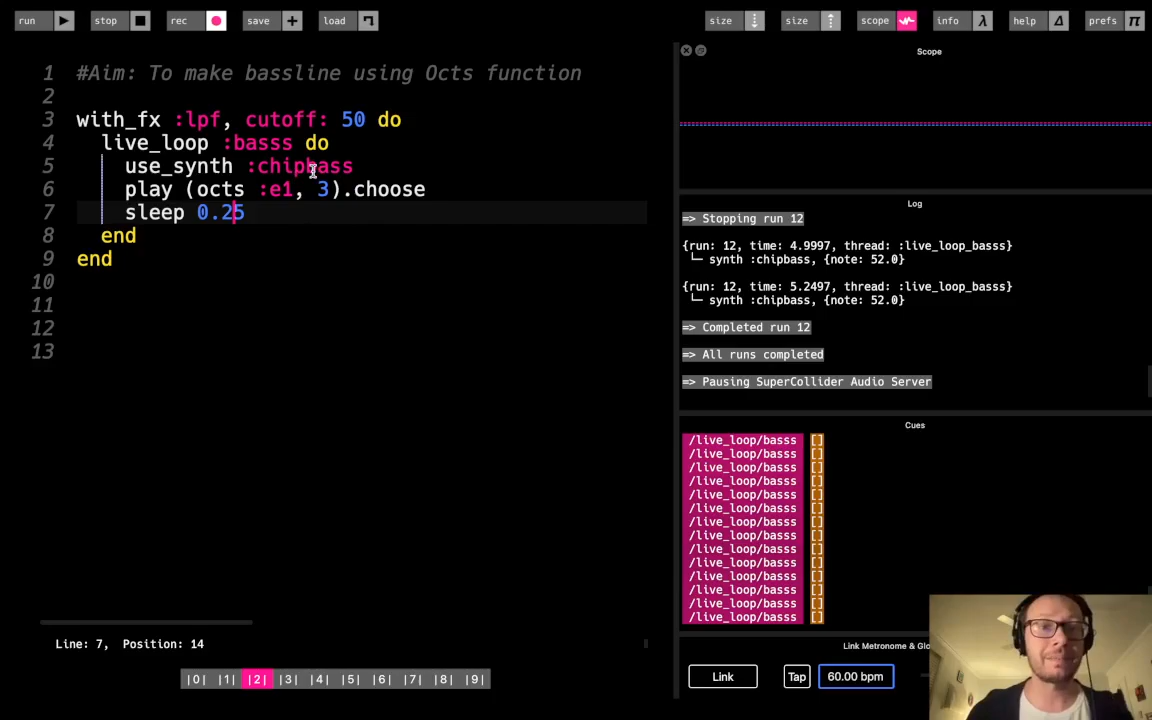 run stop rec save + load size size scope info λ help Δ prefs π
Scope
1 #Aim: To make bassline using Octs function
2
3 with_fx :lpf, cutoff: 50 do
4 live_loop :basss do
5 use_synth :chipbass
6 play (octs :e1, 3).choose
7 sleep 0.25
8 end
9 end
10
11
12
13
Line: 7, Position: 14
|0| |1| |2| |3| |4| |5| |6| |7| |8| |9|
Log
=> Stopping run 12
{run: 12, time: 4.9997, thread: :live_loop_basss}
└─ synth :chipbass, {note: 52.0}
{run: 12, time: 5.2497, thread: :live_loop_basss}
└─ synth :chipbass, {note: 52.0}
=> Completed run 12
=> All runs completed
=> Pausing SuperCollider Audio Server
Cues
/live_loop/basss []
/live_loop/basss []
/live_loop/basss []
/live_loop/basss []
/live_loop/basss []
/live_loop/basss []
/live_loop/basss []
/live_loop/basss []
/live_loop/basss []
/live_loop/basss []
/live_loop/basss []
/live_loop/basss []
/live_loop/basss []
/live_loop/basss []
Link Metronome & Glo
Link Tap 60.00 bpm